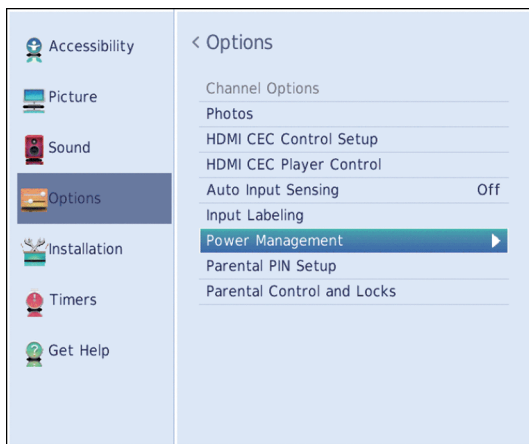 Accessibility
Picture
Sound
Options
Installation
Timers
Get Help
< Options
Channel Options
Photos
HDMI CEC Control Setup
HDMI CEC Player Control
Auto Input Sensing Off
Input Labeling
Power Management
Parental PIN Setup
Parental Control and Locks